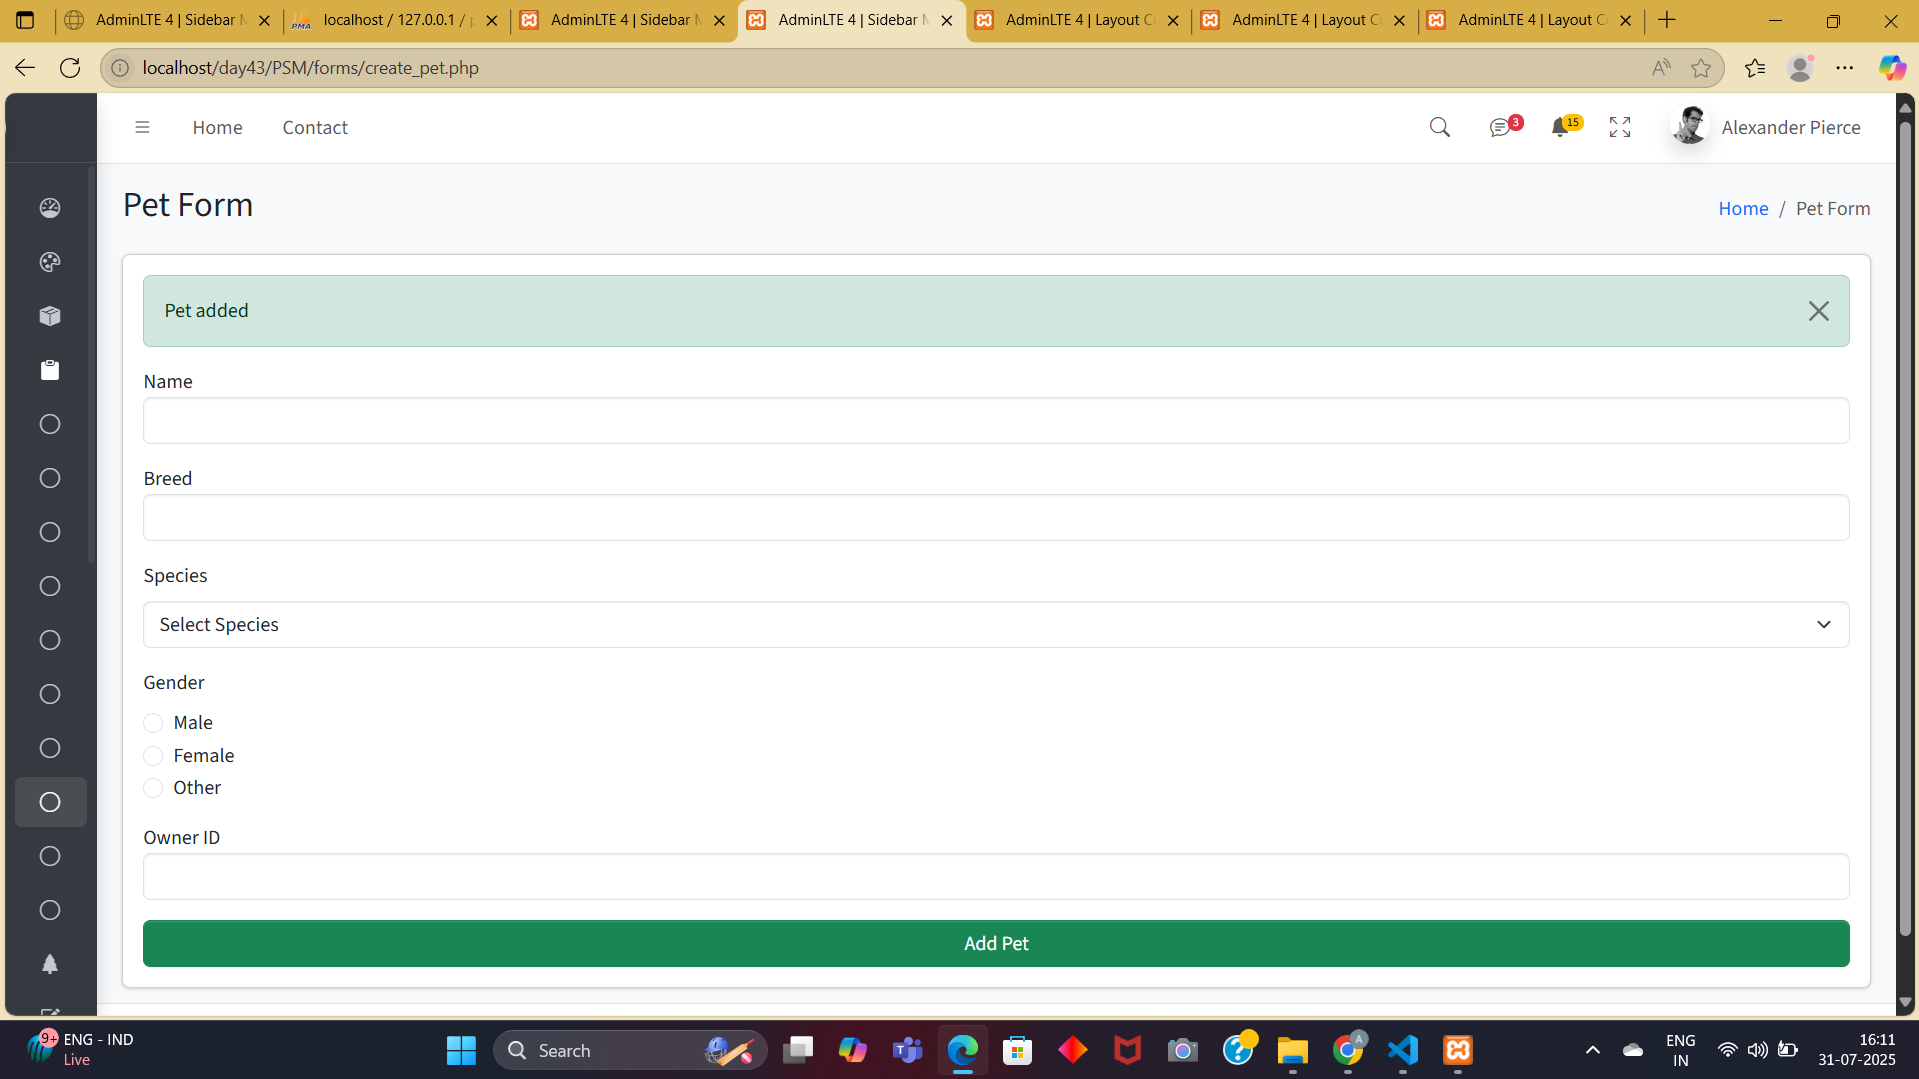 AdminLTE 4 | Sidebar M
localhost / 127.0.0.1 / p
AdminLTE 4 | Sidebar M
AdminLTE 4 | Sidebar M
AdminLTE 4 | Layout Cu
AdminLTE 4 | Layout Cu
AdminLTE 4 | Layout Cu
localhost/day43/PSM/forms/create_pet.php
Home
Contact
3
15
Alexander Pierce
Pet Form
Home / Pet Form
Pet added
Name
Breed
Species
Select Species
Gender
Male
Female
Other
Owner ID
Add Pet
9+
ENG - IND
Live
Search
A
ENG
IN
16:11
31-07-2025